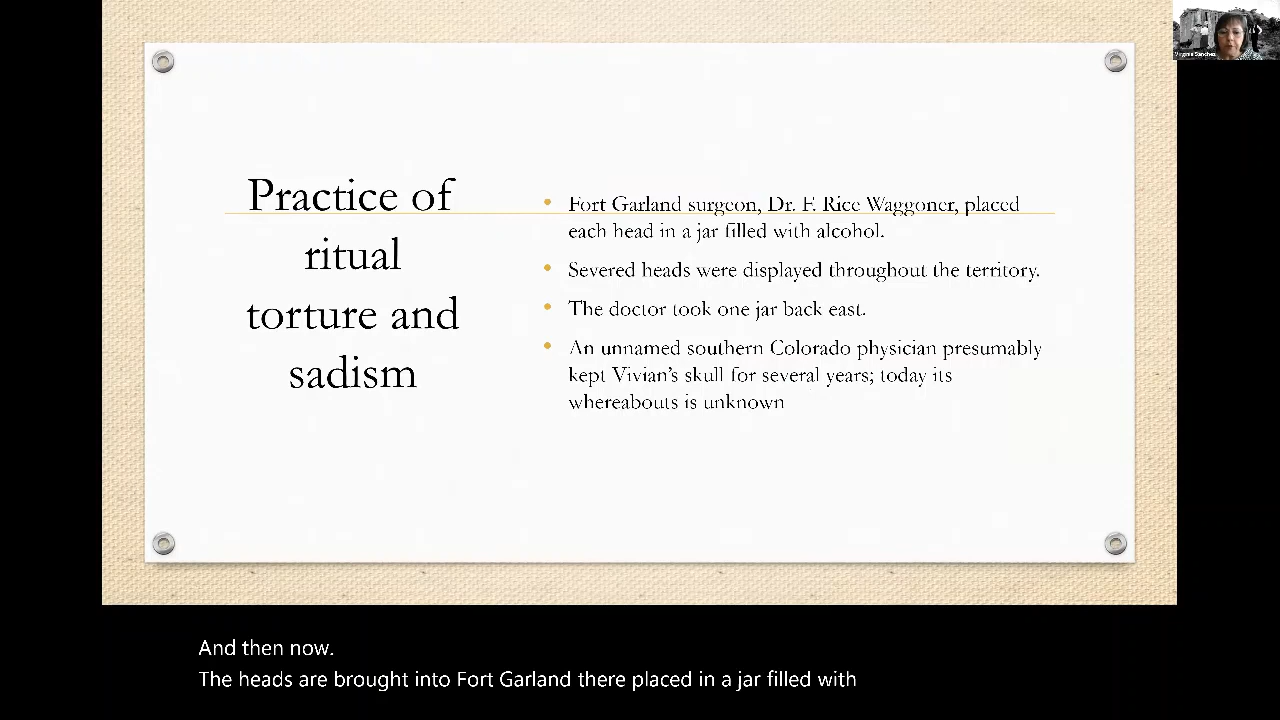 Virginia Sanchez
Practice of
ritual
torture and
sadism
• Fort Garland surgeon, Dr. F. Rice Waggoner, placed
each head in a jar filled with alcohol.
• Severed heads were displayed throughout the territory.
• The doctor took one jar back east.
• An unnamed southern Colorado physician presumably
kept Vivian’s skull for several years; today its
whereabouts is unknown
And then now.
The heads are brought into Fort Garland there placed in a jar filled with